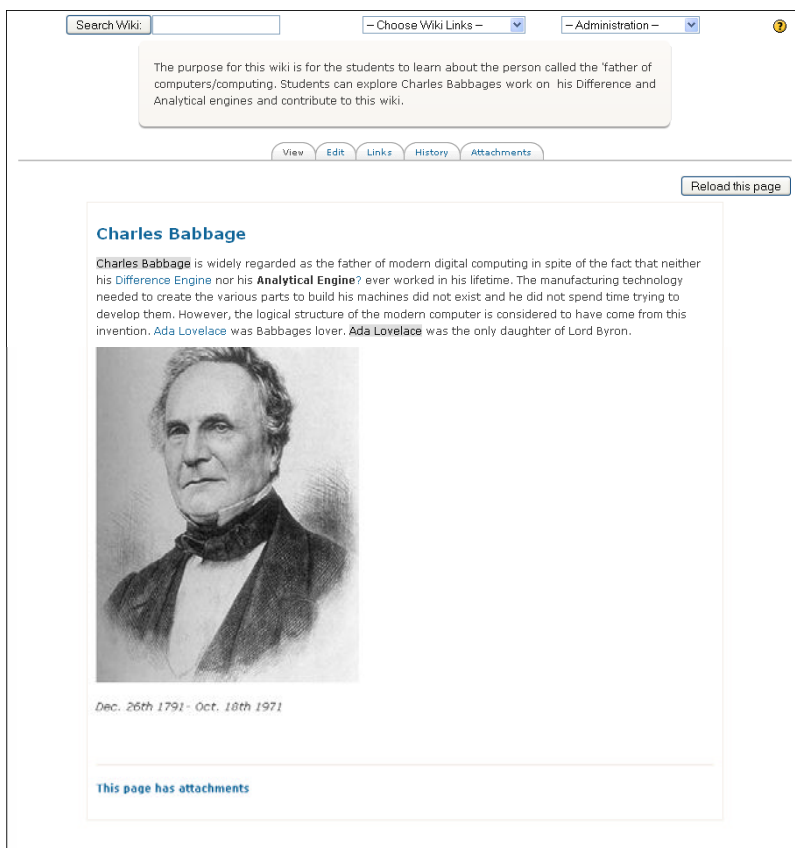 Search Wiki: -- Choose Wiki Links -- -- Administration -- ?
The purpose for this wiki is for the students to learn about the person called the 'father of
computers/computing. Students can explore Charles Babbages work on his Difference and
Analytical engines and contribute to this wiki.
View Edit Links History Attachments
Reload this page
Charles Babbage
Charles Babbage is widely regarded as the father of modern digital computing in spite of the fact that neither
his Difference Engine nor his Analytical Engine? ever worked in his lifetime. The manufacturing technology
needed to create the various parts to build his machines did not exist and he did not spend time trying to
develop them. However, the logical structure of the modern computer is considered to have come from this
invention. Ada Lovelace was Babbages lover. Ada Lovelace was the only daughter of Lord Byron.
Dec. 26th 1791- Oct. 18th 1971
This page has attachments